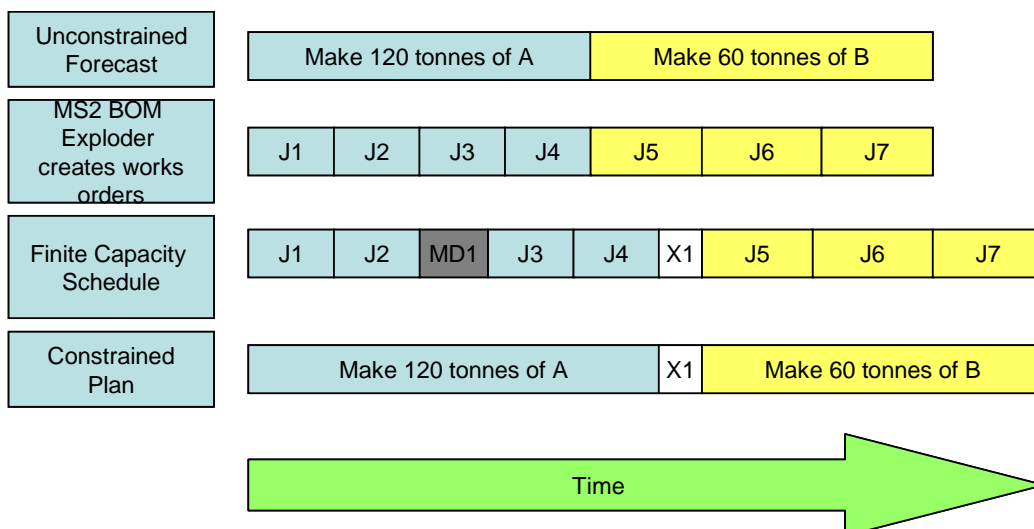 Unconstrained
Forecast
Make 120 tonnes of A
Make 60 tonnes of B
MS2 BOM
Exploder
creates works
orders
J1
J2
J3
J4
J5
J6
J7
Finite Capacity
Schedule
J1
J2
MD1
J3
J4
X1
J5
J6
J7
Constrained
Plan
Make 120 tonnes of A
X1
Make 60 tonnes of B
Time